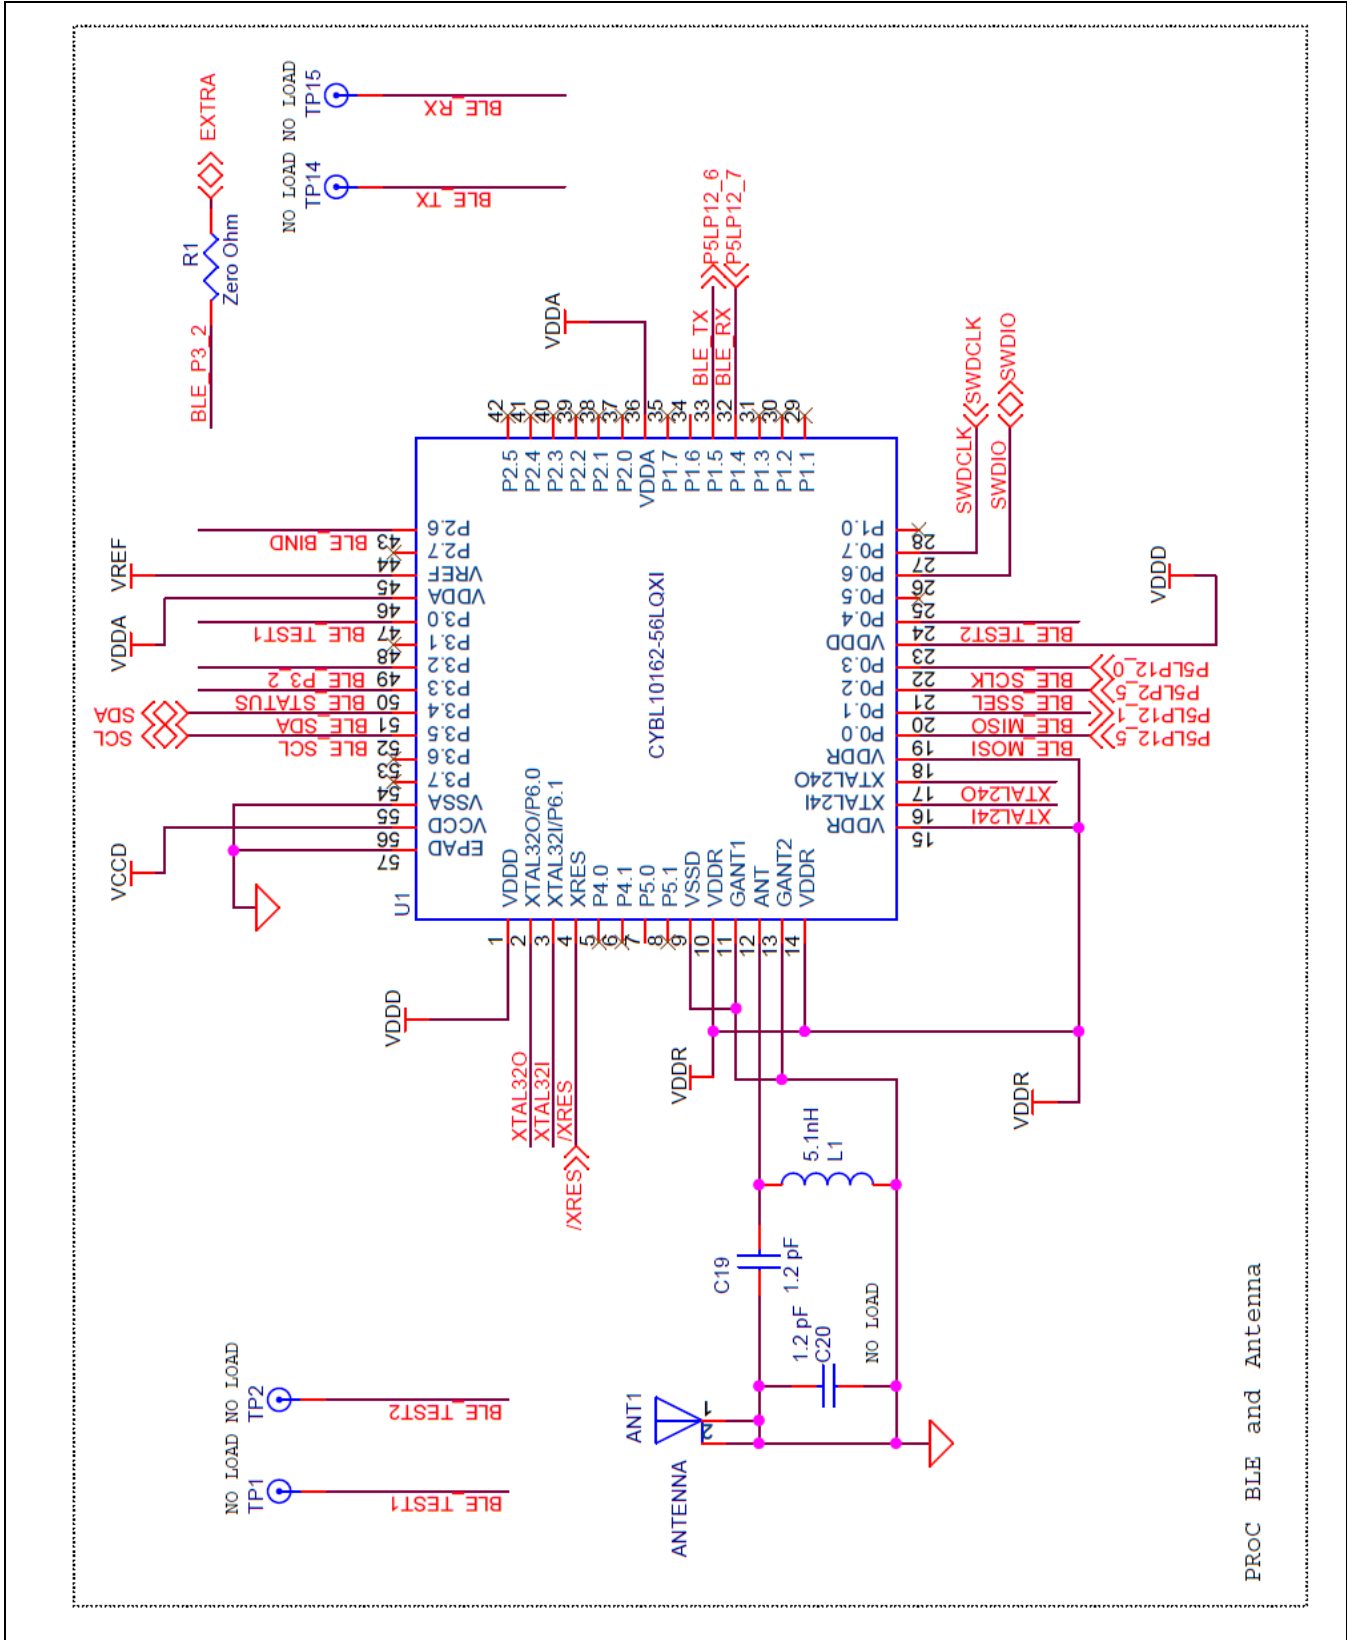 EXTRA
R1
Zero Ohm
BLE_P3_2
NO LOAD
TP15
BLE_RX
NO LOAD
TP14
BLE_TX
P5LP12_6
P5LP12_7
BLE_TX
BLE_RX
VDDA
SWDCLK
SWDIO
SWDCLK
SWDIO
42
41
40
39
38
37
36
35
34
33
32
31
30
29
P2.5
P2.4
P2.3
P2.2
P2.1
P2.0
VDDA
P1.7
P1.6
P1.5
P1.4
P1.3
P1.2
P1.1
VREF
VDDA
SDA
SCL
VCCD
BLE_BIND
BLE_TEST1
BLE_P3_2
BLE_STATUS
BLE_SDA
BLE_SCL
43
44
45
46
47
48
49
50
51
52
53
54
55
56
57
P2.6
P2.7
VREF
VDDA
P3.0
P3.1
P3.2
P3.3
P3.4
P3.5
P3.6
P3.7
VSSA
VCCD
EPAD
CYBL10162-56LQXI
U1
P1.0
P0.7
P0.6
P0.5
P0.4
VDDD
P0.3
P0.2
P0.1
P0.0
VDDR
XTAL24O
XTAL24I
VDDR
28
27
26
25
24
23
22
21
20
19
18
17
16
15
VDDD
BLE_TEST2
BLE_SCLK
BLE_SSEL
BLE_MISO
BLE_MOSI
XTAL24O
XTAL24I
P5LP12_0
P5LP2_5
P5LP12_1
P5LP12_5
VDDD
XTAL32O/P6.0
XTAL32I/P6.1
XRES
P4.0
P4.1
P5.0
P5.1
VSSD
VDDR
GANT1
ANT
GANT2
VDDR
1
2
3
4
5
6
7
8
9
10
11
12
13
14
VDDD
XTAL32O
XTAL32I
/XRES
/XRES
VDDR
VDDR
5.1nH
L1
C19
1.2 pF
1.2 pF
C20
NO LOAD
ANT1
1
2
ANTENNA
NO LOAD
TP2
BLE_TEST2
NO LOAD
TP1
BLE_TEST1
PRoC BLE and Antenna